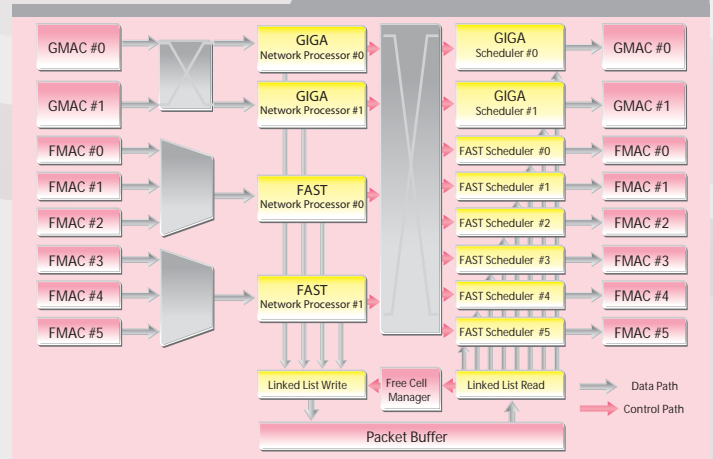 GMAC #0
GMAC #1
FMAC #0
FMAC #1
FMAC #2
FMAC #3
FMAC #4
FMAC #5
GIGA
Network Processor #0
GIGA
Network Processor #1
FAST
Network Processor #0
FAST
Network Processor #1
GIGA
Scheduler #0
GIGA
Scheduler #1
FAST Scheduler #0
FAST Scheduler #1
FAST Scheduler #2
FAST Scheduler #3
FAST Scheduler #4
FAST Scheduler #5
GMAC #0
GMAC #1
FMAC #0
FMAC #1
FMAC #2
FMAC #3
FMAC #4
FMAC #5
Linked List Write
Free Cell
Manager
Linked List Read
Data Path
Control Path
Packet Buffer